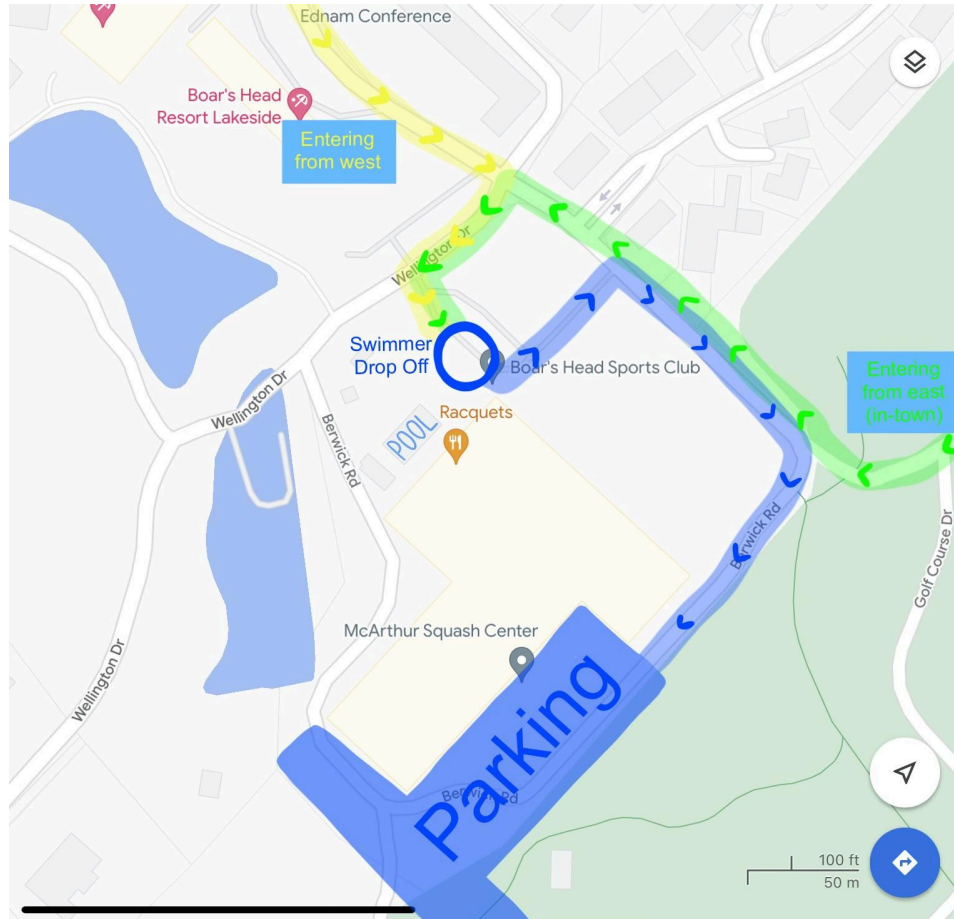 Ednam Conference
Boar's Head
Resort Lakeside
Entering
from west
Wellington Dr
Swimmer
Drop Off
Boar's Head Sports Club
Entering
from east
(in-town)
Racquets
POOL
Wellington Dr
Berwick Rd
Berwick Rd
Golf Course Dr
McArthur Squash Center
Wellington Dr
Parking
Berwick Rd
100 ft
50 m